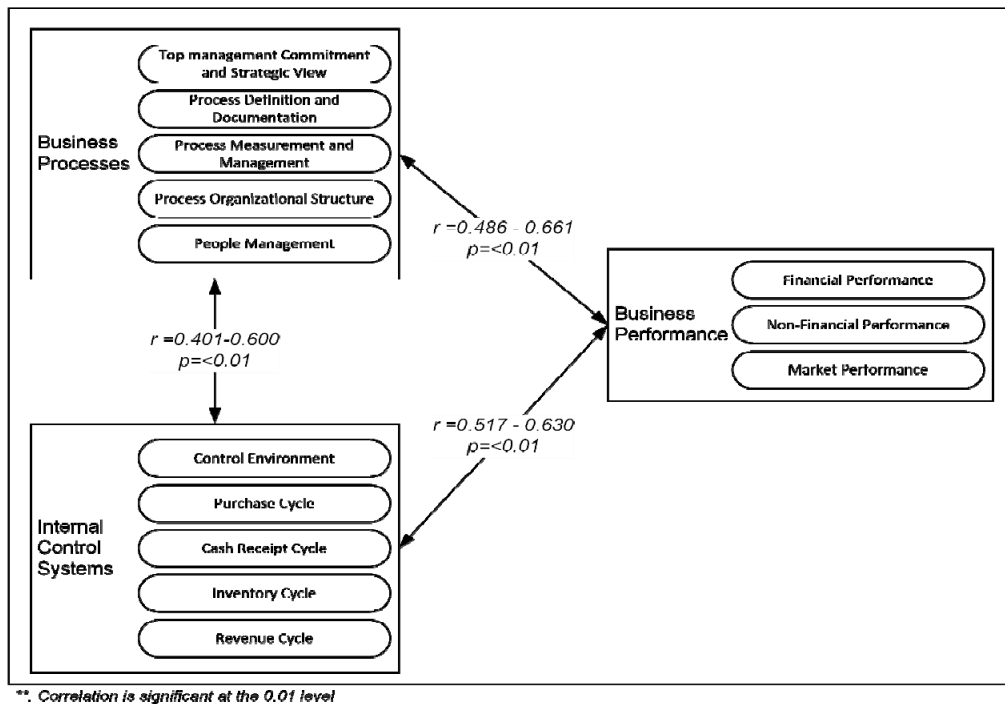 Top management Commitment
and Strategic View
Process Definition and
Documentation
Business
Processes
Process Measurement and
Management
Process Organizational Structure
People Management
r =0.486 - 0.661
p=<0.01
Financial Performance
Business
Performance
Non-Financial Performance
Market Performance
r =0.401-0.600
p=<0.01
r =0.517 - 0.630
p=<0.01
Control Environment
Purchase Cycle
Internal
Control
Systems
Cash Receipt Cycle
Inventory Cycle
Revenue Cycle
**. Correlation is significant at the 0.01 level